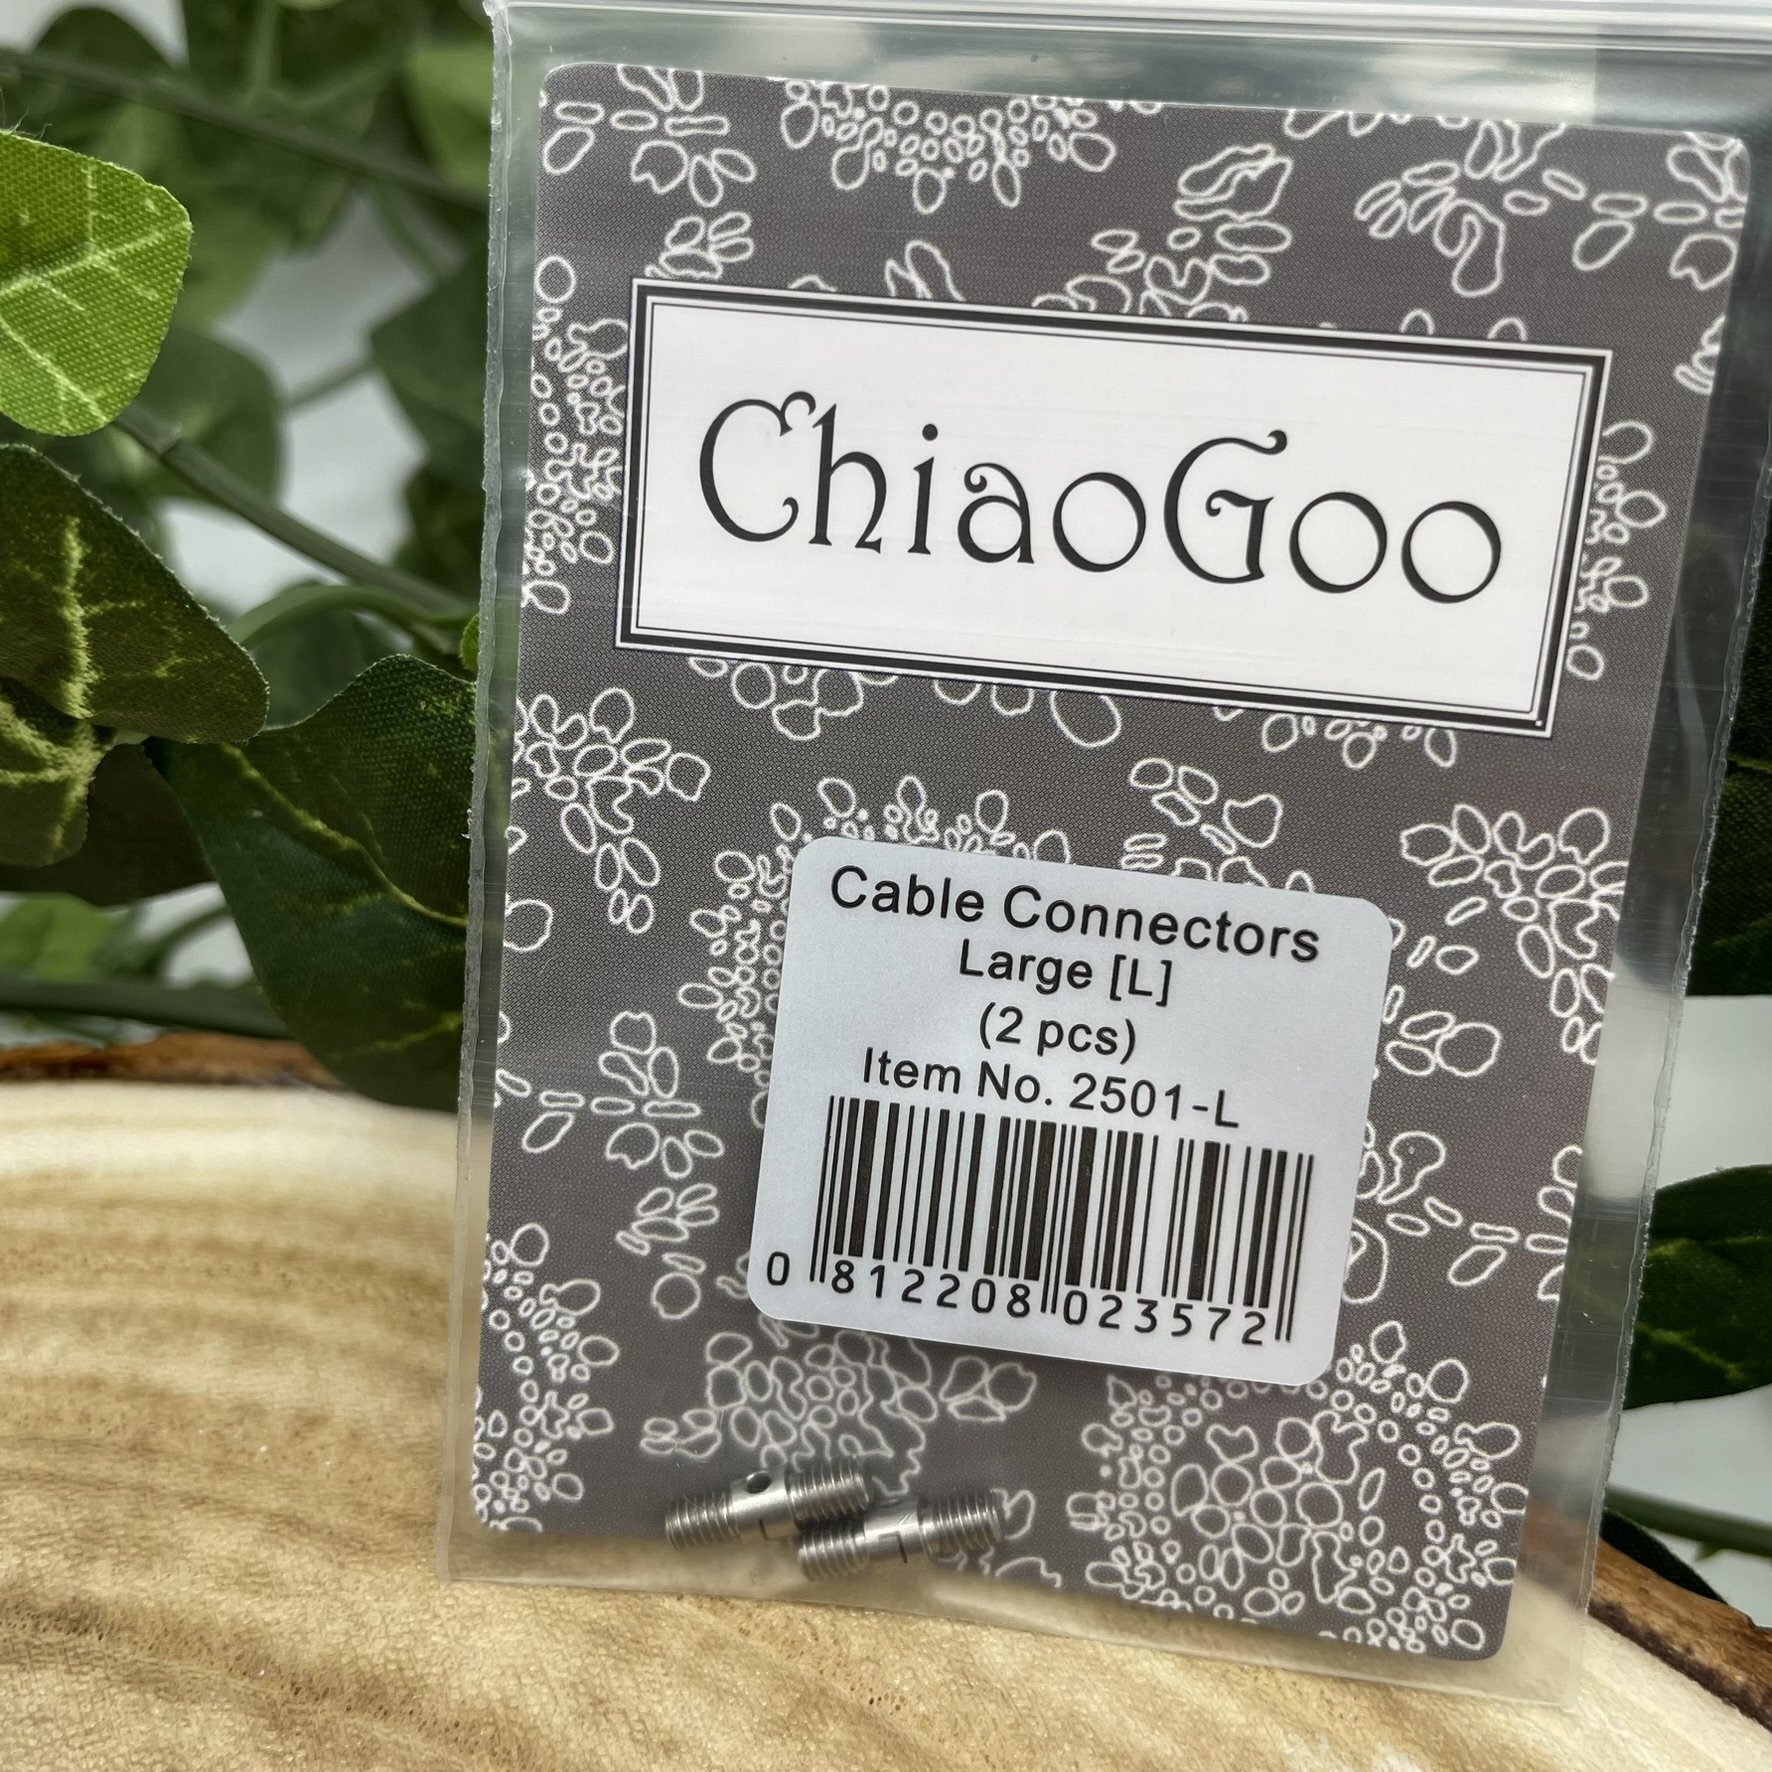 ChiaoGoo
Cable Connectors
Large [L]
(2 pcs)
Item No. 2501-L
0 812208 023572